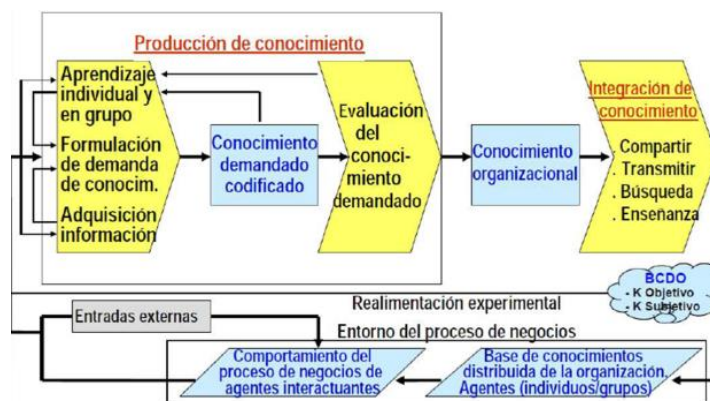 Producción de conocimiento
Aprendizaje
individual y
en grupo
Formulación
de demanda
de conocim.
Adquisición
información
Conocimiento
demandado
codificado
Evaluación
del
conoci-
miento
demandado
Conocimiento
organizacional
Integración de
conocimiento
. Compartir
. Transmitir
. Búsqueda
. Enseñanza
BCDO
- K Objetivo
- K Subjetivo
Realimentación experimental
Entradas externas
Entorno del proceso de negocios
Comportamiento del
proceso de negocios de
agentes interactuantes
Base de conocimientos
distribuida de la organización.
Agentes (individuos/grupos)